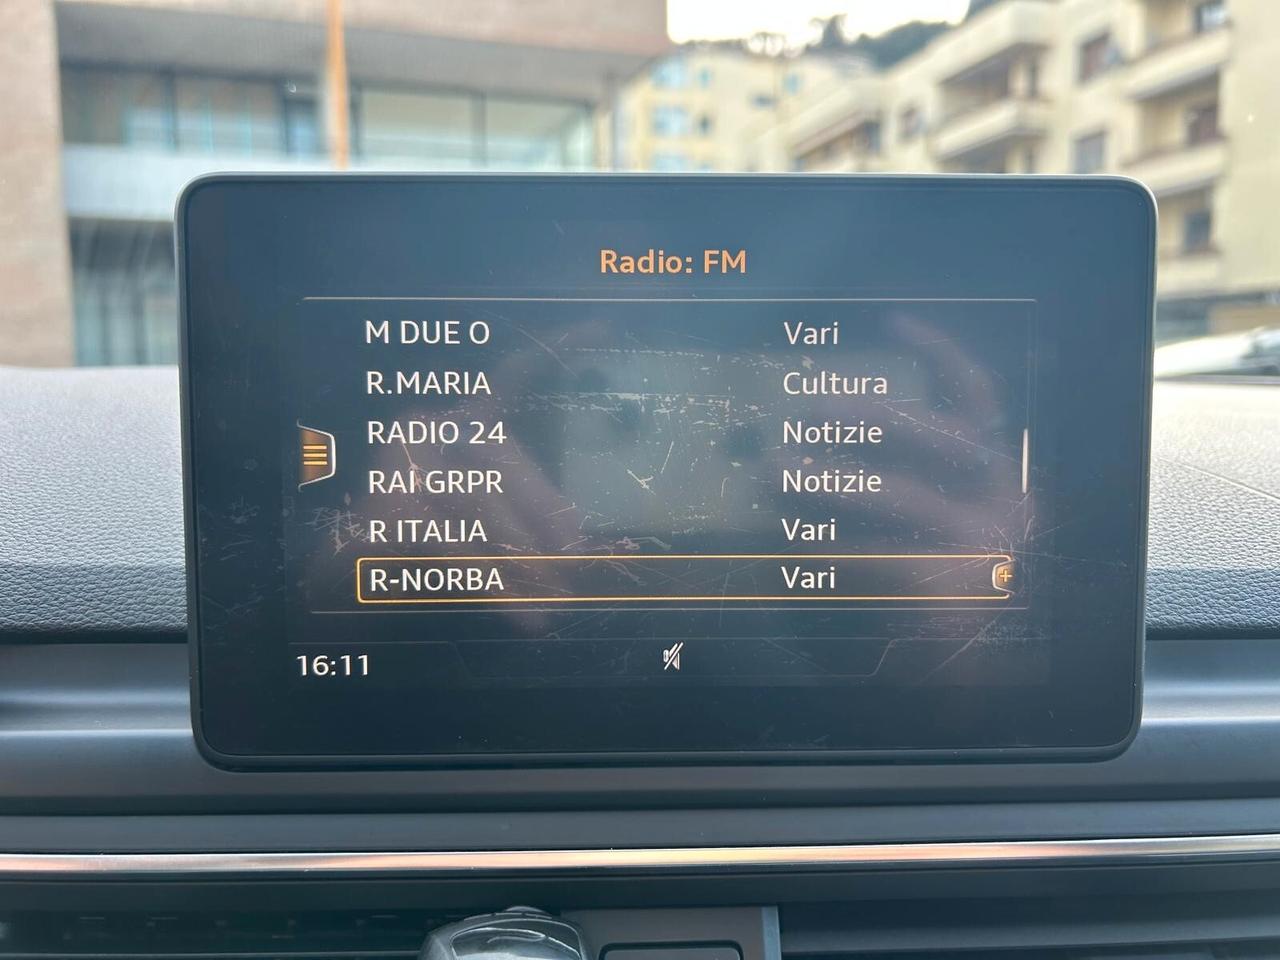 Radio: FM
M DUE O Vari
R.MARIA Cultura
RADIO 24 Notizie
RAI GRPR Notizie
R ITALIA Vari
R-NORBA Vari
16:11